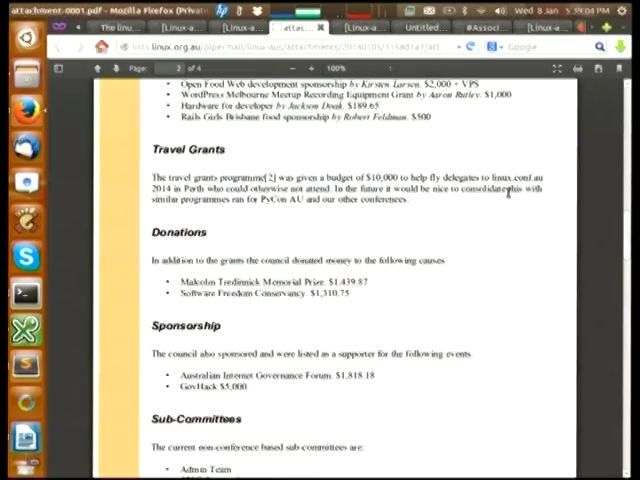 attachment-0001.pdf - Mozilla Firefox (Private
Wed 8 Jan
The linu...
[Linux-a...
[Linux-a...
[attac...
[Linux-a...
Untitled...
#Associ...
[Linux-a...
lists.linux.org.au/pipermail/linux-aus/attachments/20140105/
Google
Page: 2 of 4
100%
Open Food Web development sponsorship by Kirsten Larsen. $2,000 + VPS
WordPress Melbourne Meetup Recording Equipment Grant by Aaron Rutley. $1,000
Hardware for developer by Jackson Doak. $189.65
Rails Girls Brisbane food sponsorship by Robert Feldman. $500
Travel Grants
The travel grants programme[2] was given a budget of $10,000 to help fly delegates to linux.conf.au
2014 in Perth who could otherwise not attend. In the future it would be nice to consolidate this with
similar programmes ran for PyCon AU and our other conferences.
Donations
In addition to the grants the council donated money to the following causes.
Malcolm Tredinnick Memorial Prize. $1,439.87
Software Freedom Conservancy. $1,310.75
Sponsorship
The council also sponsored and were listed as a supporter for the following events.
Australian Internet Governance Forum. $1,818.18
GovHack $5,000.
Sub-Committees
The current non-conference based sub-committees are:
Admin Team